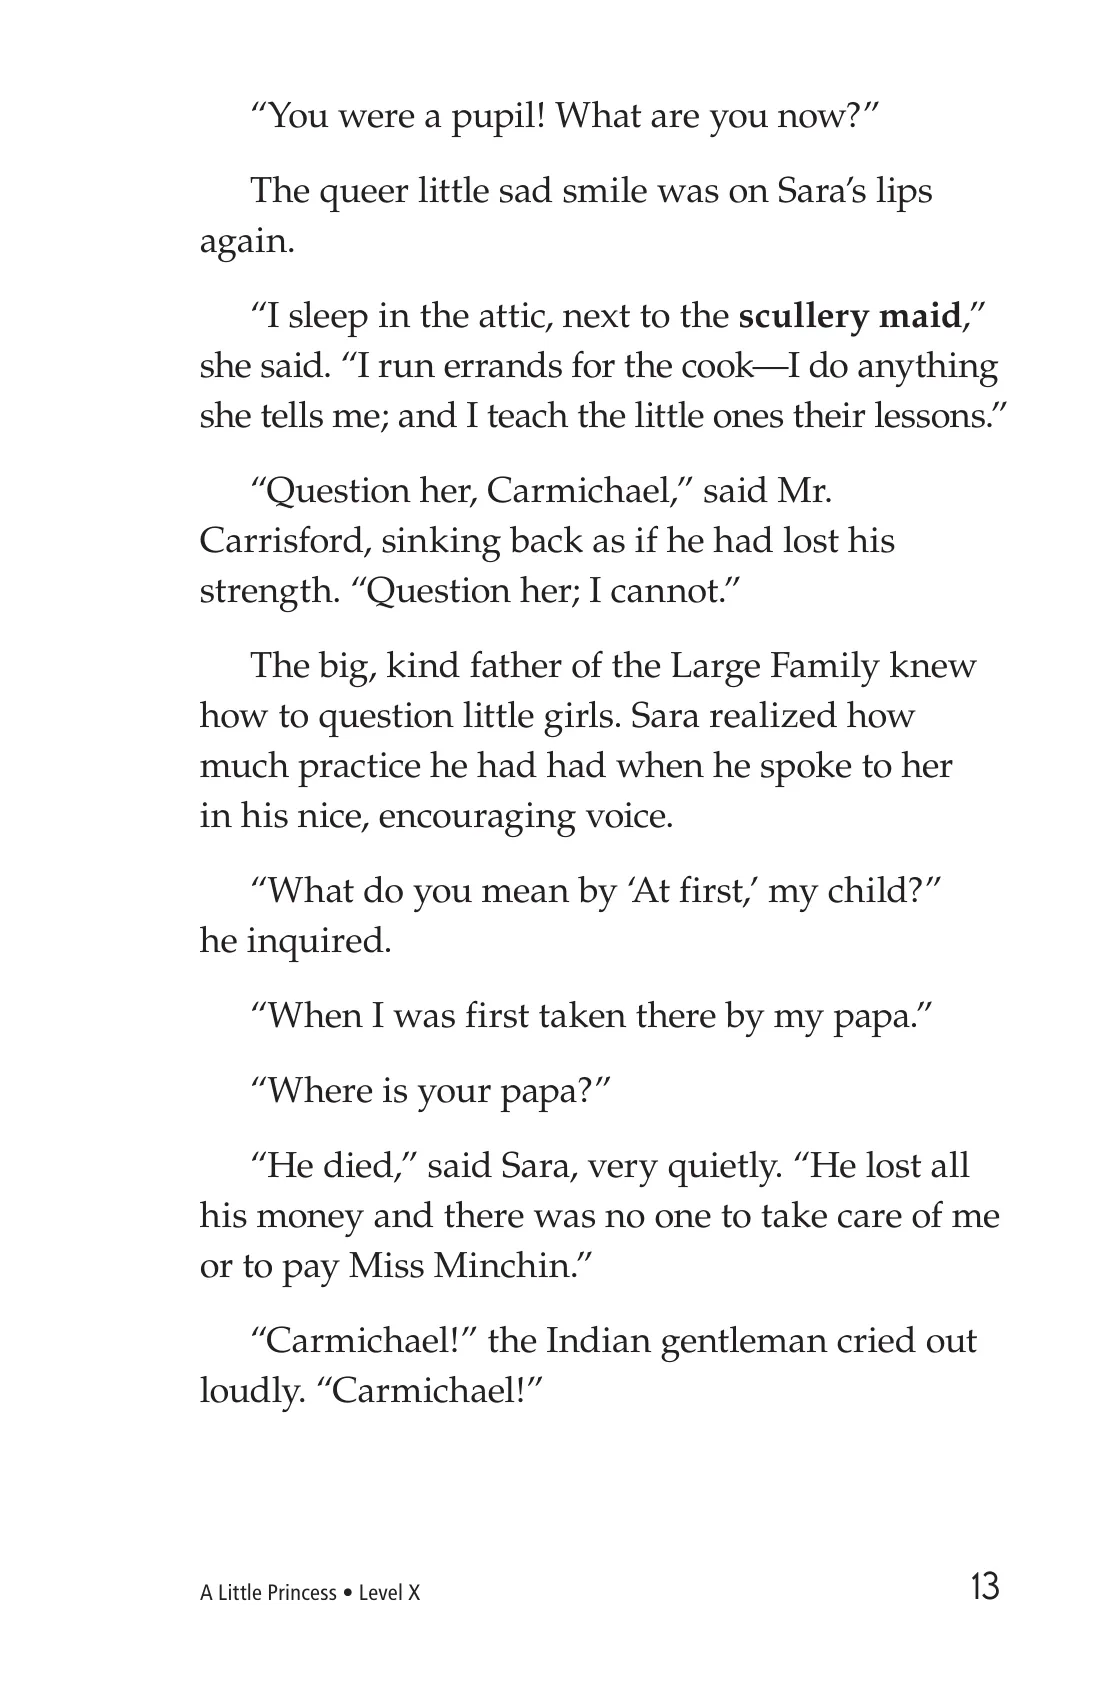 “You were a pupil! What are you now?”
The queer little sad smile was on Sara’s lips
again.
“I sleep in the attic, next to the scullery maid,”
she said. “I run errands for the cook—I do anything
she tells me; and I teach the little ones their lessons.”
“Question her, Carmichael,” said Mr.
Carrisford, sinking back as if he had lost his
strength. “Question her; I cannot.”
The big, kind father of the Large Family knew
how to question little girls. Sara realized how
much practice he had had when he spoke to her
in his nice, encouraging voice.
“What do you mean by ‘At first,’ my child?”
he inquired.
“When I was first taken there by my papa.”
“Where is your papa?”
“He died,” said Sara, very quietly. “He lost all
his money and there was no one to take care of me
or to pay Miss Minchin.”
“Carmichael!” the Indian gentleman cried out
loudly. “Carmichael!”
A Little Princess • Level X
13